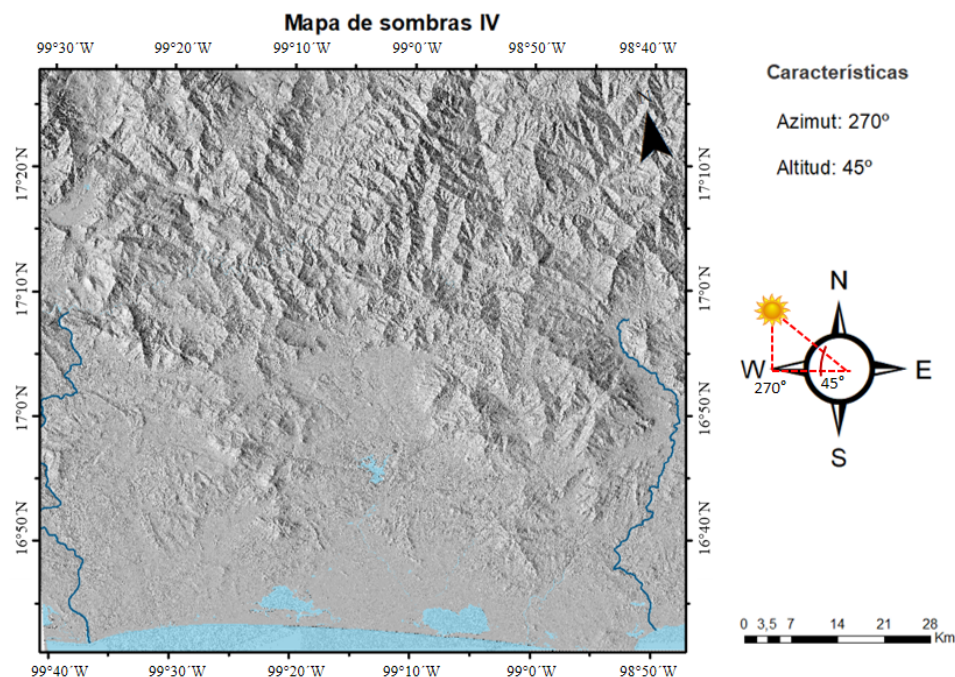 Mapa de sombras IV
99°30´W 99°20´W 99°10´W 99°0´W 98°50´W 98°40´W
17°20´N
17°10´N
17°0´N
16°50´N
17°10´N
17°0´N
16°50´N
16°40´N
99°40´W 99°30´W 99°20´W 99°10´W 99°0´W 98°50´W
Características
Azimut: 270º
Altitud: 45º
N
W
E
S
270°
45°
0 3,5 7 14 21 28
Km